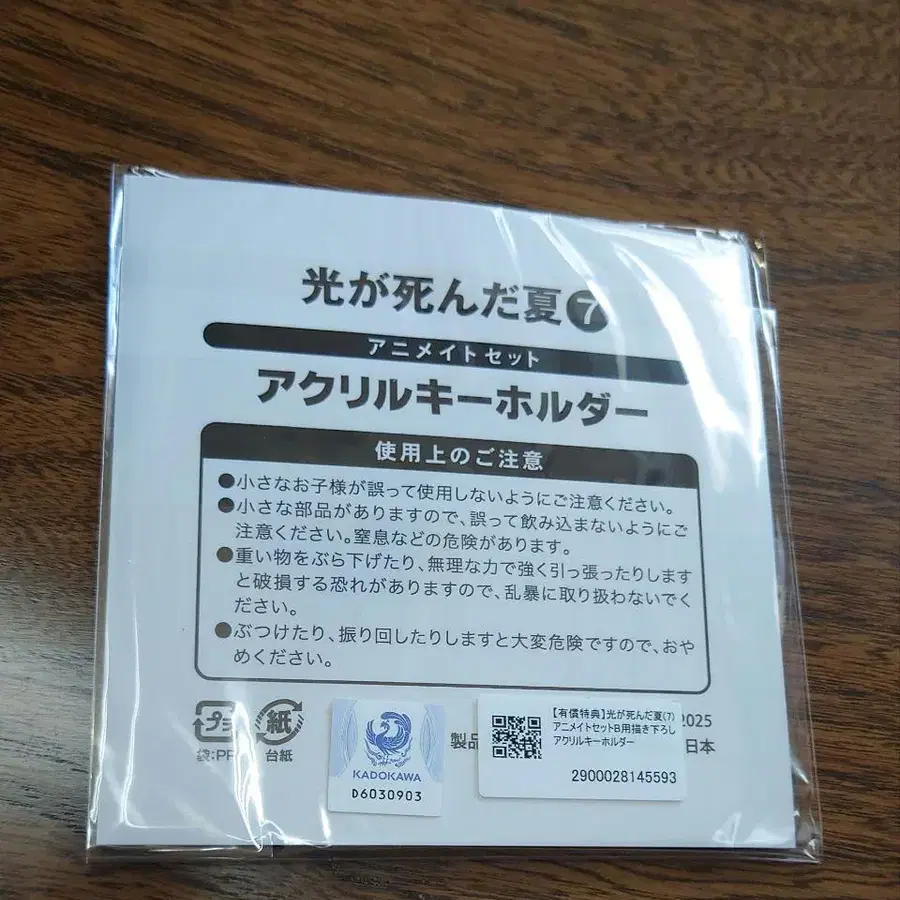 光が死んだ夏 7
アニメイトセット
アクリルキーホルダー
使用上のご注意
●小さなお子様が誤って使用しないようにご注意ください。
●小さな部品がありますので、誤って飲み込まないようにご
注意ください。窒息などの危険があります。
●重い物をぶら下げたり、無理な力で強く引っ張ったりします
と破損する恐れがありますので、乱暴に取り扱わないでく
ださい。
●ぶつけたり、振り回したりしますと大変危険ですので、おや
めください。
プラ
袋:PP
紙
台紙
KADOKAWA
D6030903
製品
2025
日本
【有償特典】光が死んだ夏(7)
アニメイトセットB用描き下ろし
アクリルキーホルダー
2900028145593